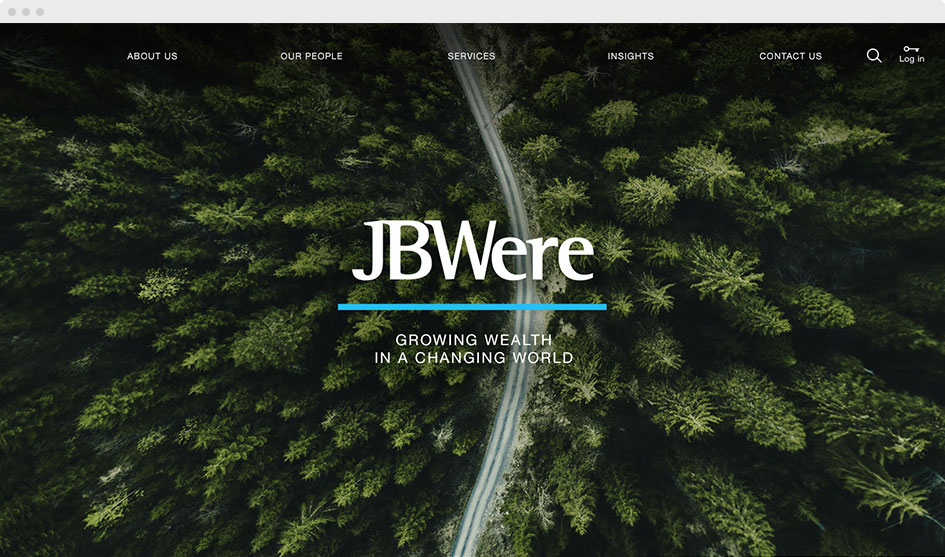 ABOUT US
OUR PEOPLE
SERVICES
INSIGHTS
CONTACT US
Log in
JBWere
GROWING WEALTH
IN A CHANGING WORLD